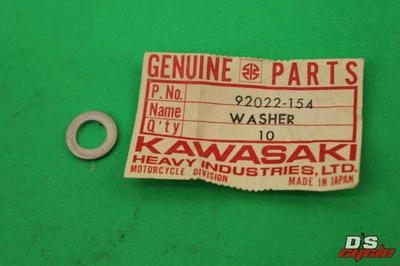 GENUINE PARTS
P.No. 92022-154
Name WASHER
Q'ty 10
KAWASAKI
HEAVY INDUSTRIES, LTD.
MOTORCYCLE DIVISION MADE IN JAPAN
D'S
cycle